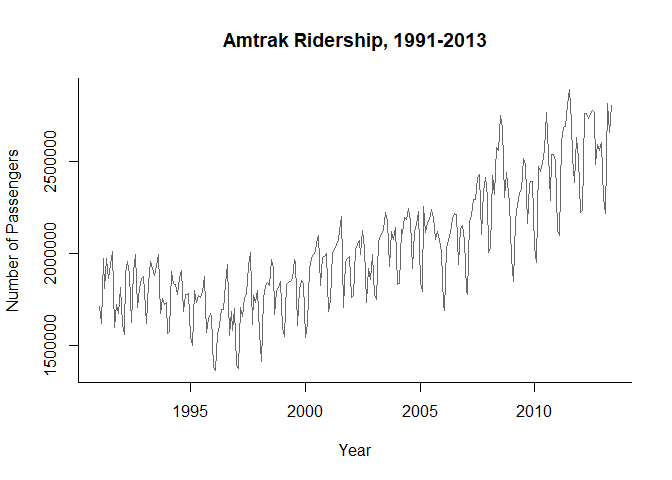 Amtrak Ridership, 1991-2013
Number of Passengers
2500000
2000000
1500000
1995 2000 2005 2010
Year